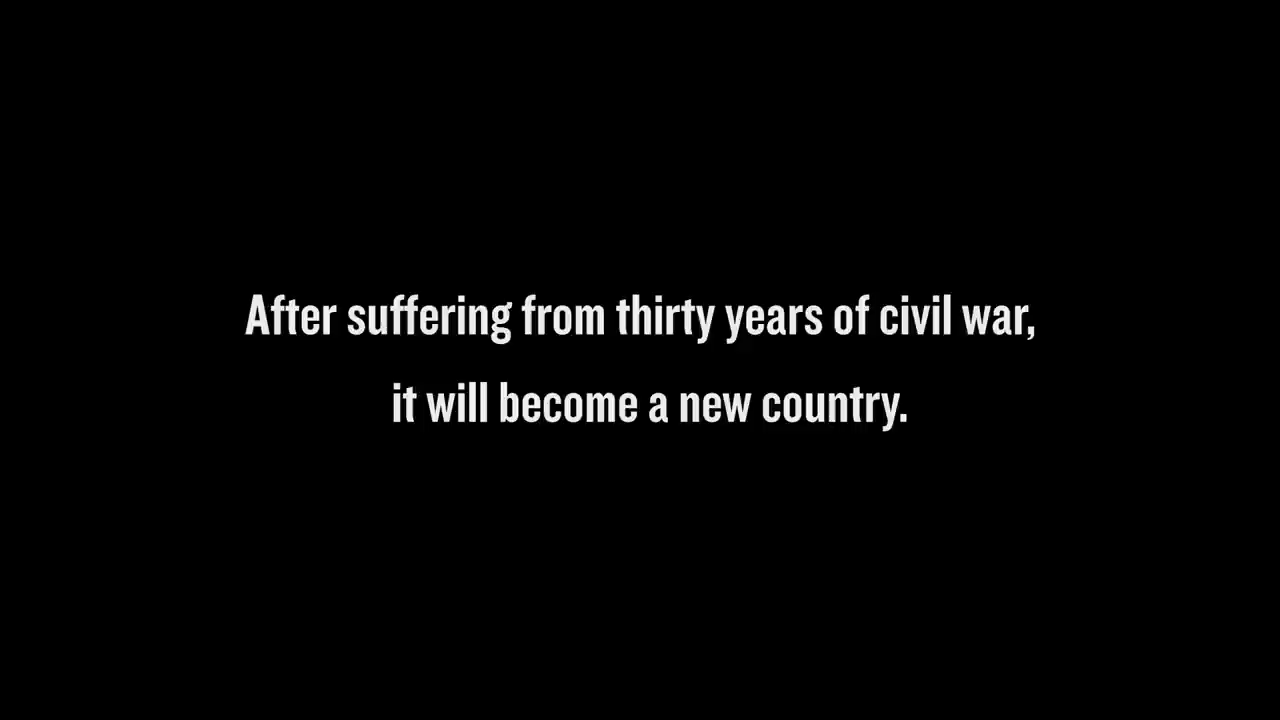 After suffering from thirty years of civil war,
it will become a new country.